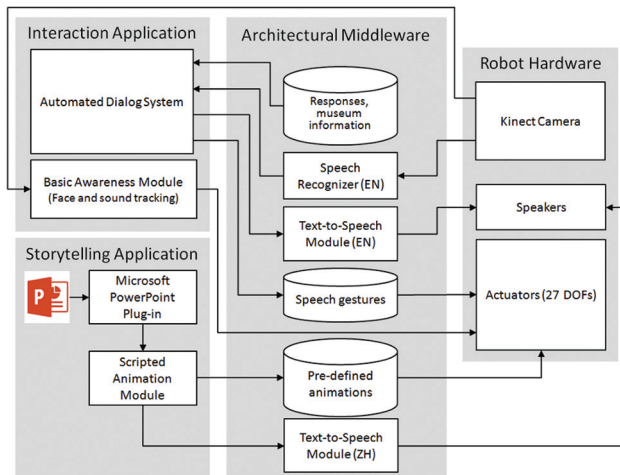 Interaction Application
Automated Dialog System
Basic Awareness Module
(Face and sound tracking)
Storytelling Application
P
Microsoft
PowerPoint
Plug-in
Scripted
Animation
Module
Architectural Middleware
Responses,
museum
information
Speech
Recognizer (EN)
Text-to-Speech
Module (EN)
Speech gestures
Pre-defined
animations
Text-to-Speech
Module (ZH)
Robot Hardware
Kinect Camera
Speakers
Actuators (27 DOFs)